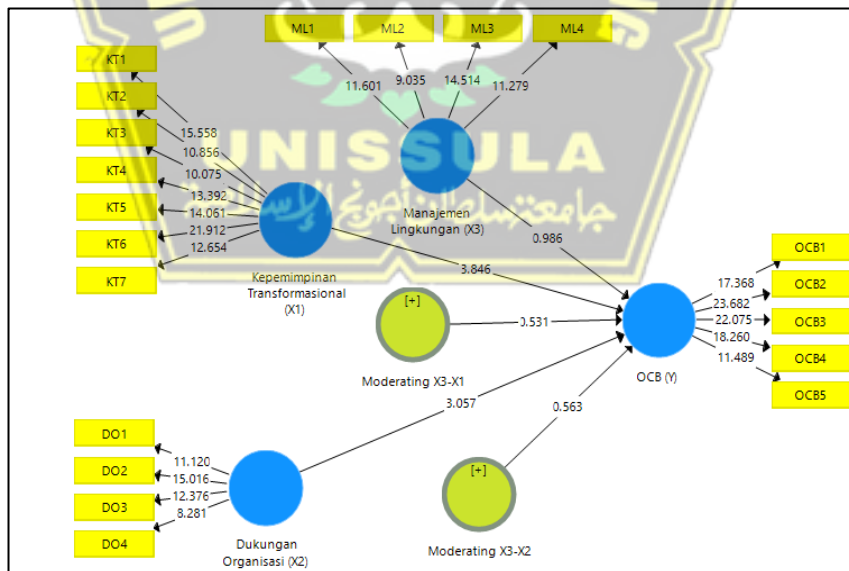 ML1
ML2
ML3
ML4
KT1
KT2
KT3
KT4
KT5
KT6
KT7
11.601
9.035
14.514
11.279
15.558
10.856
10.075
13.392
14.061
21.912
12.654
UNISSULA
جامعتسلطان أجونج الإسلامية
Manajemen
Lingkungan (X3)
Kepemimpinan
Transformasional
(X1)
0.986
3.846
[+]
Moderating X3-X1
0.531
OCB (Y)
17.368
23.682
22.075
18.260
11.489
OCB1
OCB2
OCB3
OCB4
OCB5
3.057
0.563
DO1
DO2
DO3
DO4
11.120
15.016
12.376
8.281
Dukungan
Organisasi (X2)
[+]
Moderating X3-X2